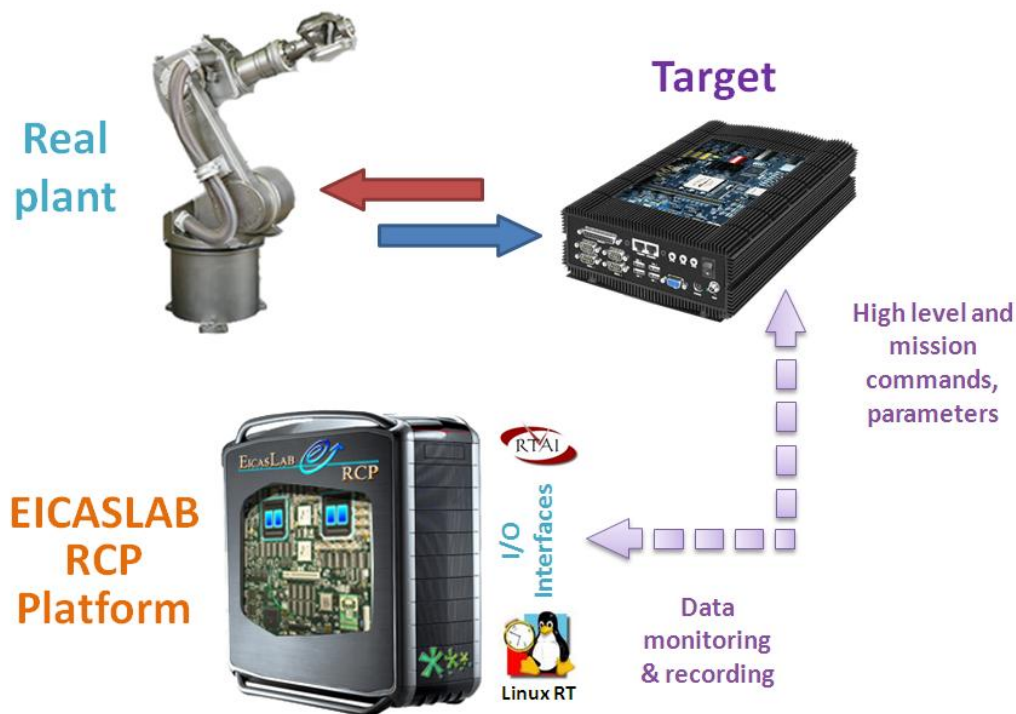 Target
Real
plant
High level and
mission
commands,
parameters
EICASLAB
RCP
RTAI
EICASLAB
RCP
Platform
I/O
Interfaces
Data
monitoring
& recording
Linux RT